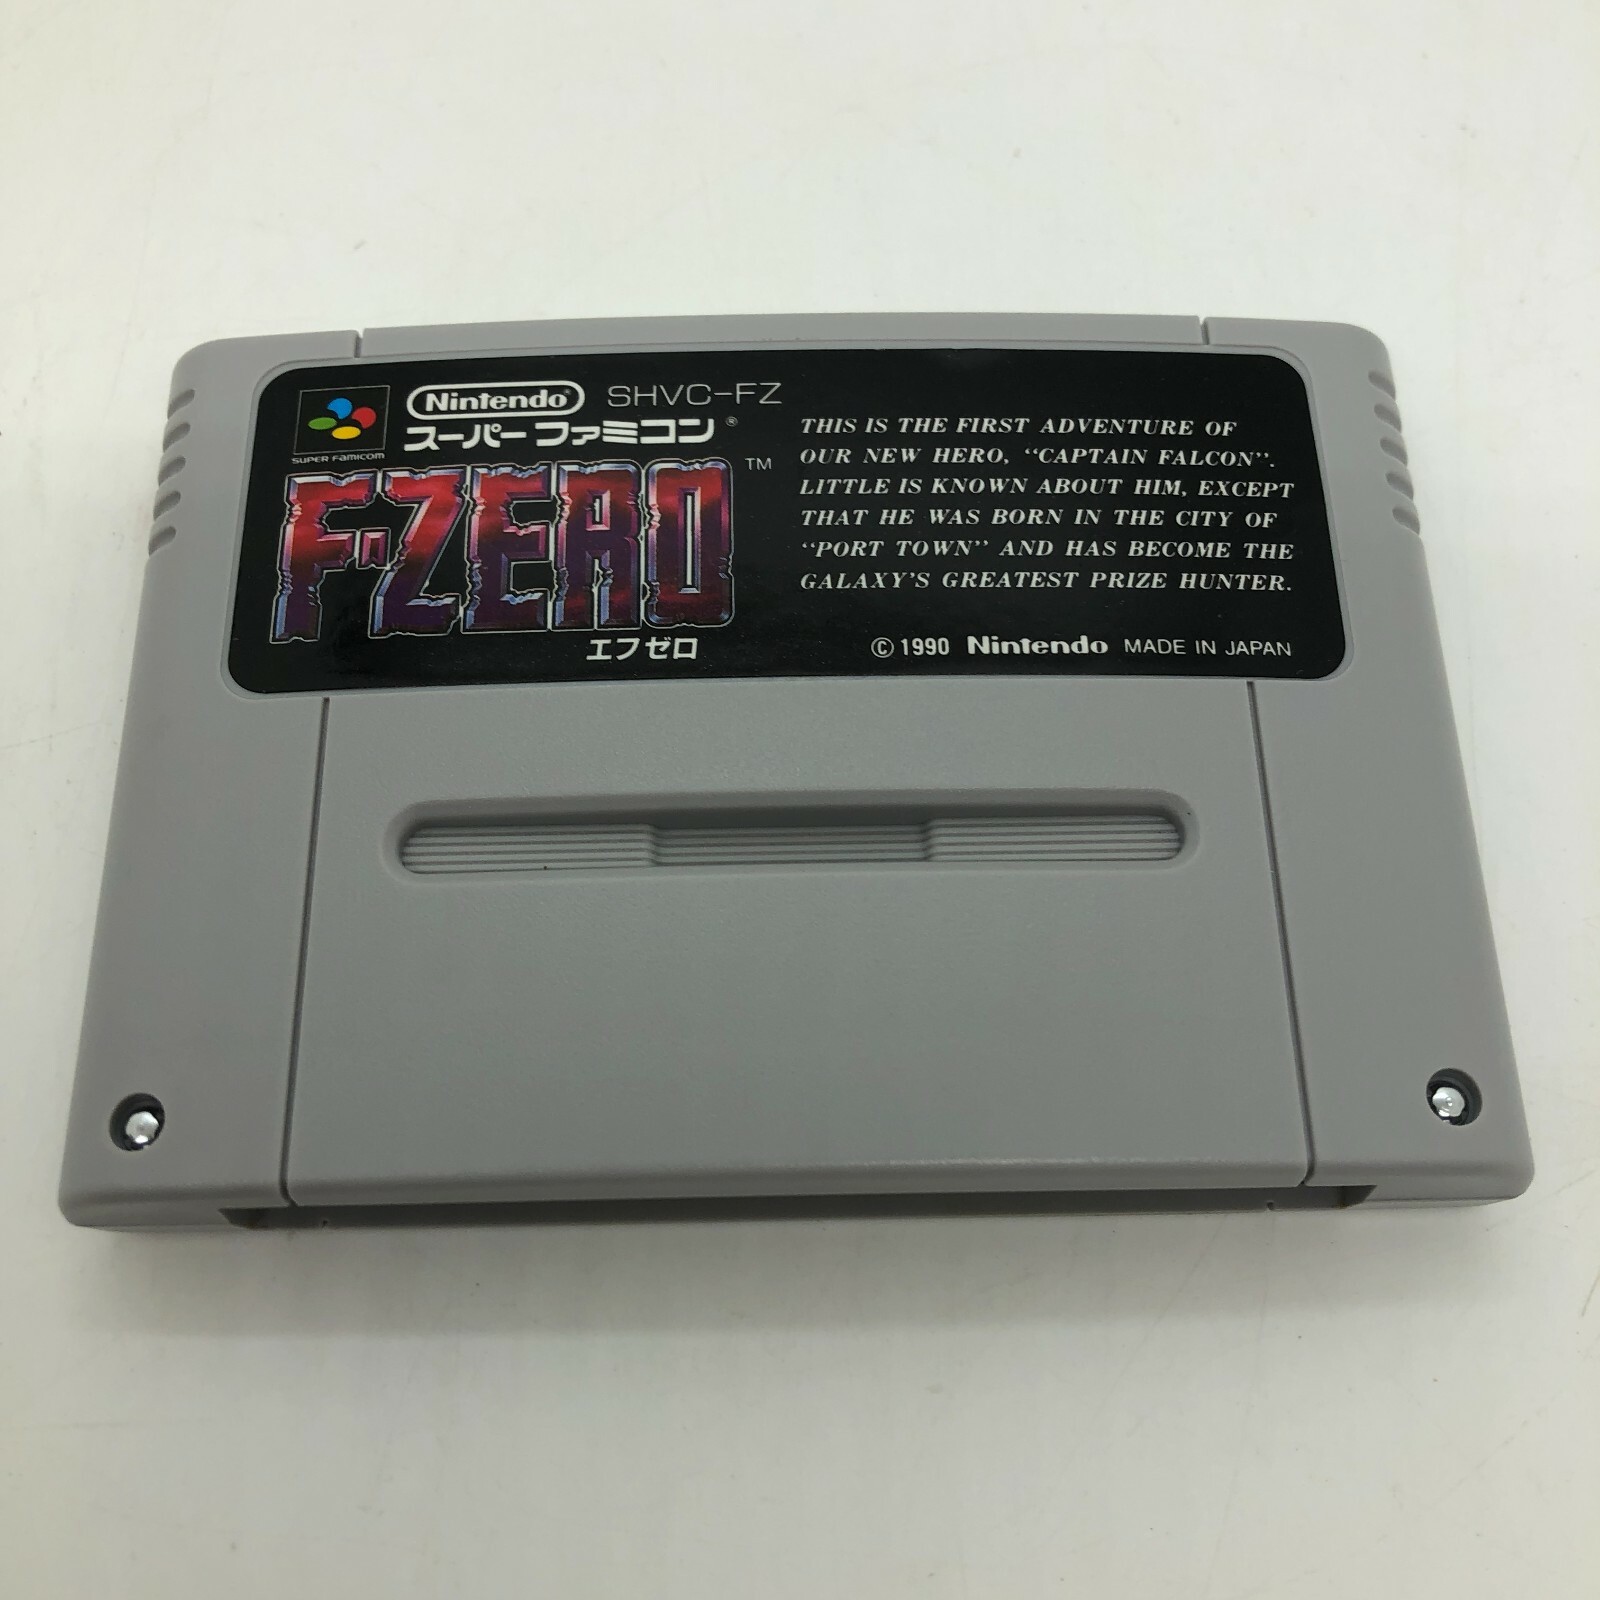 Nintendo® SHVC-FZ
スーパーファミコン®
SUPER FAMICOM
F-ZERO™
エフゼロ
THIS IS THE FIRST ADVENTURE OF
OUR NEW HERO, “CAPTAIN FALCON”.
LITTLE IS KNOWN ABOUT HIM, EXCEPT
THAT HE WAS BORN IN THE CITY OF
“PORT TOWN” AND HAS BECOME THE
GALAXY'S GREATEST PRIZE HUNTER.
© 1990 Nintendo MADE IN JAPAN